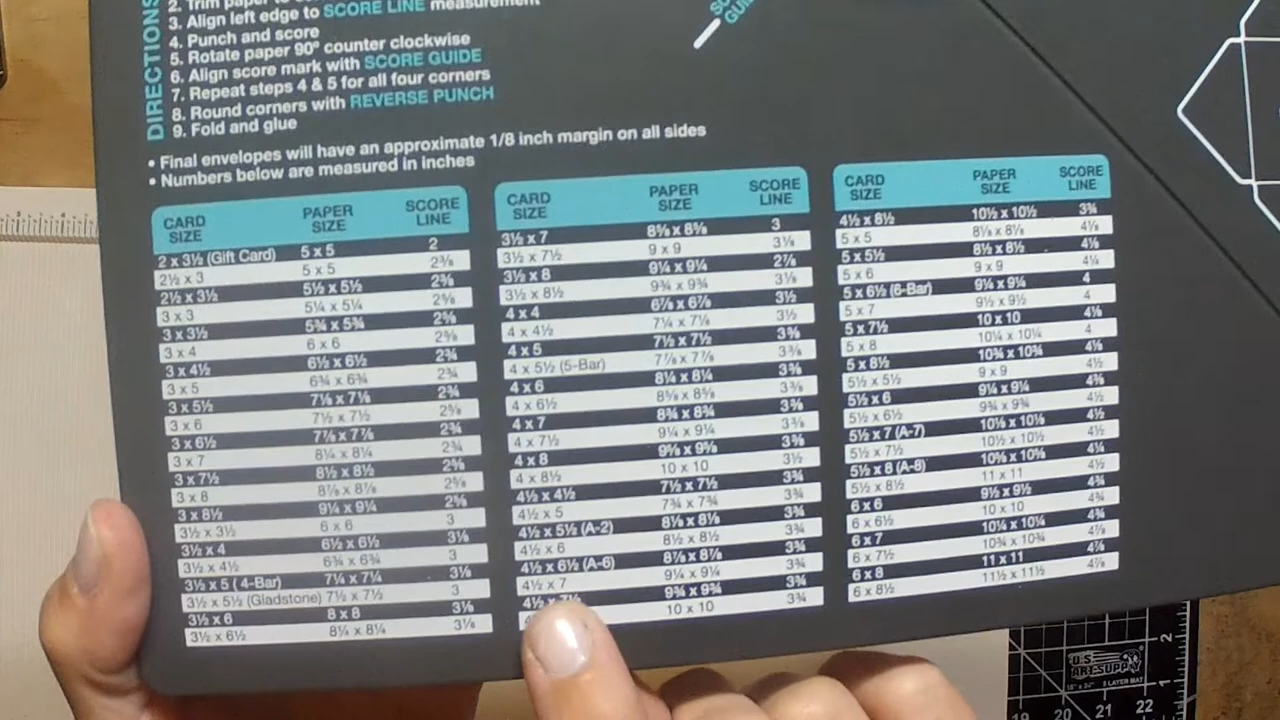 DIRECTIONS
2. Trim paper to
3. Align left edge to SCORE LINE measurement
4. Punch and score
5. Rotate paper 90° counter clockwise
6. Align score mark with SCORE GUIDE
7. Repeat steps 4 & 5 for all four corners
8. Round corners with REVERSE PUNCH
9. Fold and glue
• Final envelopes will have an approximate 1/8 inch margin on all sides
• Numbers below are measured in inches
CARD SIZE PAPER SIZE SCORE LINE
2 x 3½ (Gift Card) 5 x 5 2
2½ x 3 5 x 5 2⅜
2½ x 3½ 5½ x 5½ 2⅜
3 x 3 5¼ x 5¼ 2⅝
3 x 3½ 5¾ x 5¾ 2⅝
3 x 4 6 x 6 2⅝
3 x 4½ 6½ x 6½ 2¾
3 x 5 6¾ x 6¾ 2¾
3 x 5½ 7⅛ x 7⅛ 2¾
3 x 6 7½ x 7½ 2⅝
3 x 6½ 7⅞ x 7⅞ 2¾
3 x 7 8¼ x 8¼ 2¾
3 x 7½ 8½ x 8½ 2⅝
3 x 8 8⅞ x 8⅞ 2⅝
3 x 8½ 9¼ x 9¼ 2⅝
3½ x 3½ 6 x 6 3
3½ x 4 6½ x 6½ 3⅛
3½ x 4½ 6¾ x 6¾ 3
3½ x 5 (4-Bar) 7¼ x 7¼ 3⅛
3½ x 5½ (Gladstone) 7½ x 7½ 3
3½ x 6 8 x 8 3⅛
3½ x 6½ 8¼ x 8¼ 3⅛
CARD SIZE PAPER SIZE SCORE LINE
3½ x 7 8⅝ x 8⅝ 3
3½ x 7½ 9 x 9 3⅛
3½ x 8 9¼ x 9¼ 2⅞
3½ x 8½ 9¾ x 9¾ 3⅛
4 x 4 6⅞ x 6⅞ 3½
4 x 4½ 7¼ x 7¼ 3½
4 x 5 7½ x 7½ 3⅜
4 x 5½ (5-Bar) 7⅞ x 7⅞ 3⅜
4 x 6 8¼ x 8¼ 3⅜
4 x 6½ 8⅝ x 8⅝ 3⅜
4 x 7 8¾ x 8¾ 3⅜
4 x 7½ 9¼ x 9¼ 3⅜
4 x 8 9⅝ x 9⅝ 3⅜
4 x 8½ 10 x 10 3½
4½ x 4½ 7½ x 7½ 3¾
4½ x 5 7¾ x 7¾ 3¾
4½ x 5½ (A-2) 8⅛ x 8⅛ 3¾
4½ x 6 8½ x 8½ 3¾
4½ x 6½ (A-6) 8⅞ x 8⅞ 3¾
4½ x 7 9¼ x 9¼ 3¾
4½ x 7½ 9¾ x 9¾ 3¾
10 x 10 3¾
CARD SIZE PAPER SIZE SCORE LINE
4½ x 8½ 10½ x 10½ 3¾
5 x 5 8⅛ x 8⅛ 4⅛
5 x 5½ 8½ x 8½ 4⅛
5 x 6 9 x 9 4¼
5 x 6½ (6-Bar) 9¼ x 9¼ 4
5 x 7 9½ x 9½ 4
5 x 7½ 10 x 10 4⅛
5 x 8 10¼ x 10¼ 4
5 x 8½ 10¾ x 10¾ 4⅛
5½ x 5½ 9 x 9 4½
5½ x 6 9¼ x 9¼ 4⅜
5½ x 6½ 9¾ x 9¾ 4½
5½ x 7 (A-7) 10⅛ x 10⅛ 4½
5½ x 7½ 10½ x 10½ 4½
5½ x 8 (A-8) 10⅝ x 10⅝ 4¼
5½ x 8½ 11 x 11 4½
6 x 6 9½ x 9½ 4¾
6 x 6½ 10 x 10 4¾
6 x 7 10¼ x 10¼ 4¾
6 x 7½ 10¾ x 10¾ 4⅞
6 x 8 11 x 11 4⅞
6 x 8½ 11½ x 11½ 4⅞
U.S. ART SUPPLY
2
1
19 20 21 22